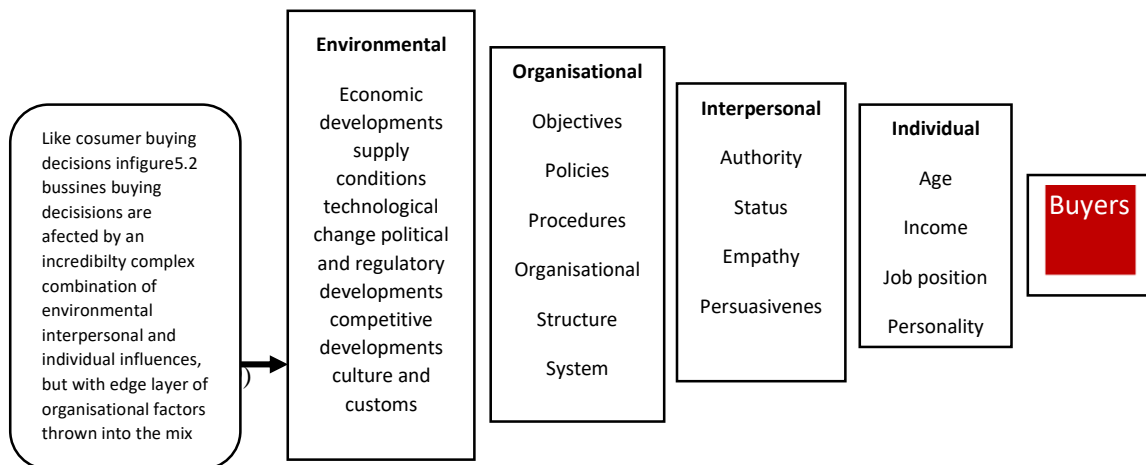 Like cosumer buying
decisions infigure5.2
bussines buying
decisisions are
afected by an
incredibilty complex
combination of
environmental
interpersonal and
individual influences,
but with edge layer of
organisational factors
thrown into the mix
)
Environmental
Economic
developments
supply
conditions
technological
change political
and regulatory
developments
competitive
developments
culture and
customs
Organisational
Objectives
Policies
Procedures
Organisational
Structure
System
Interpersonal
Authority
Status
Empathy
Persuasivenes
Individual
Age
Income
Job position
Personality
Buyers